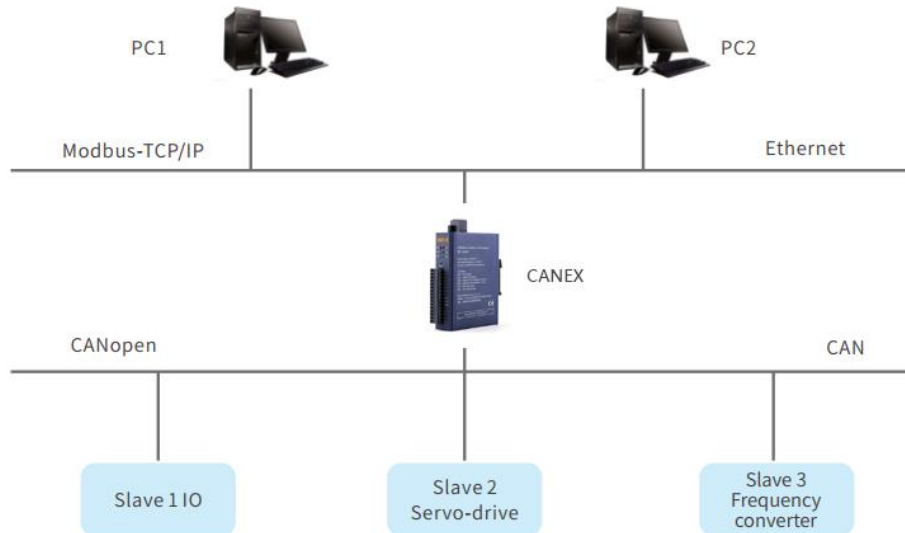 PC1
PC2
Modbus-TCP/IP
Ethernet
CANEX
CANopen
CAN
Slave 1 IO
Slave 2
Servo-drive
Slave 3
Frequency
converter